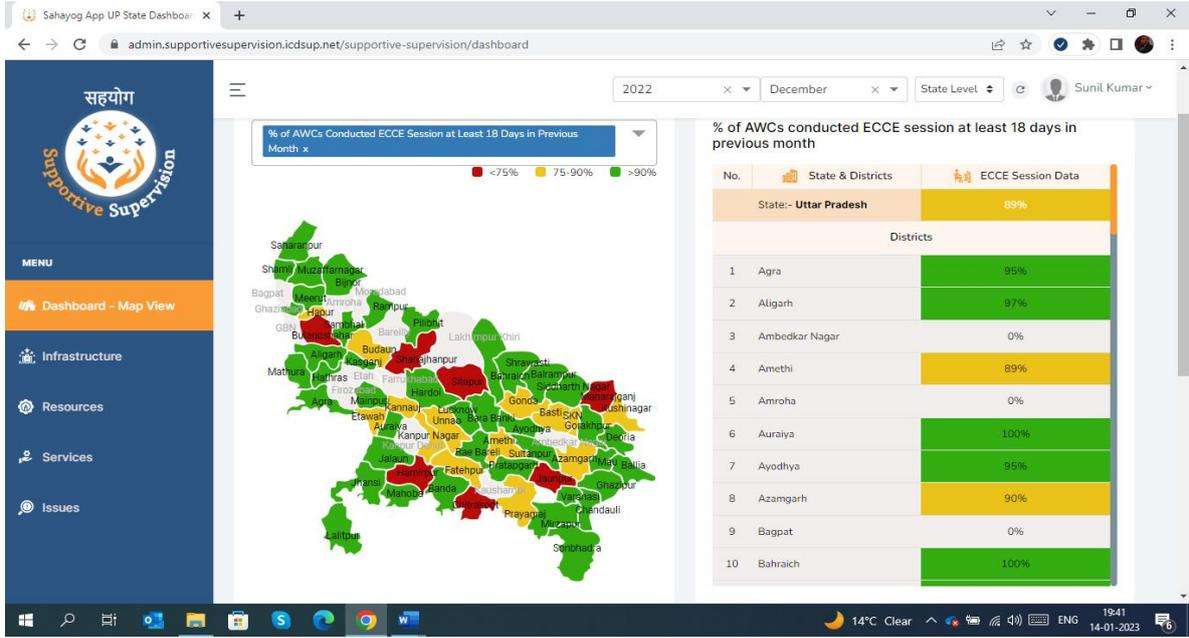 Sahayog App UP State Dashboar
admin.supportivesupervision.icdsup.net/supportive-supervision/dashboard
सहयोग
Supportive Supervision
MENU
Dashboard - Map View
Infrastructure
Resources
Services
Issues
2022
December
State Level
Sunil Kumar
% of AWCs Conducted ECCE Session at Least 18 Days in Previous
Month x
<75%
75-90%
>90%
Saharanpur
Shamli
Muzaffarnagar
Bijnor
Bagpat
Meerut
Moradabad
Amroha
Ghaziabad
Hapur
Rampur
GBN
Sambhal
Bulandshahar
Bareilly
Pilibhit
Lakhimpur Khiri
Aligarh
Budaun
Kasganj
Shahjahanpur
Mathura
Hathras
Etah
Farrukhabad
Sitapur
Shrawasti
Bahraich
Balrampur
Siddharth Nagar
Maharajganj
Firozabad
Hardoi
Agra
Mainpuri
Kannauj
Gonda
Basti
SKN
Kushinagar
Etawah
Auraiya
Lucknow
Unnao
Bara Banki
Ayodhya
Gorakhpur
Deoria
Kanpur Nagar
Kanpur Dehat
Amethi
Ambedkar Nagar
Jalaun
Rae Bareli
Sultanpur
Azamgarh
Mau
Ballia
Hamirpur
Fatehpur
Pratapgarh
Jaunpur
Ghazipur
Jhansi
Mahoba
Banda
Kaushambi
Varanasi
Chitrakoot
Prayagraj
Chandauli
Mirzapur
Lalitpur
Sonbhadra
% of AWCs conducted ECCE session at least 18 days in
previous month
No. State & Districts ECCE Session Data
State:- Uttar Pradesh 89%
Districts
1 Agra 95%
2 Aligarh 97%
3 Ambedkar Nagar 0%
4 Amethi 89%
5 Amroha 0%
6 Auraiya 100%
7 Ayodhya 95%
8 Azamgarh 90%
9 Bagpat 0%
10 Bahraich 100%
14°C Clear
ENG
19:41
14-01-2023
6